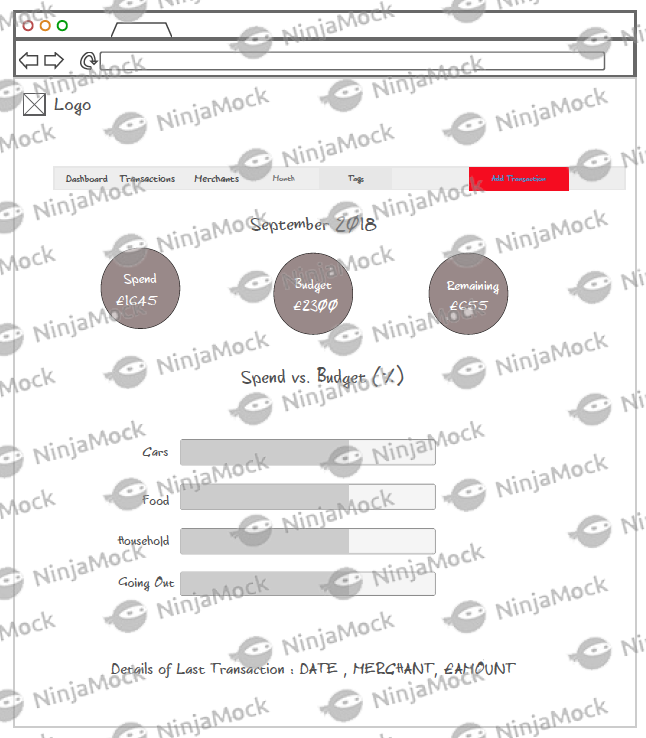 Logo
Dashboard Transactions Merchants Month Tags Add Transaction
September 2018
Spend
£1645
Budget
£2300
Remaining
£655
Spend vs. Budget (%)
Cars
Food
Household
Going Out
Details of Last Transaction : DATE , MERCHANT, £AMOUNT
NinjaMock